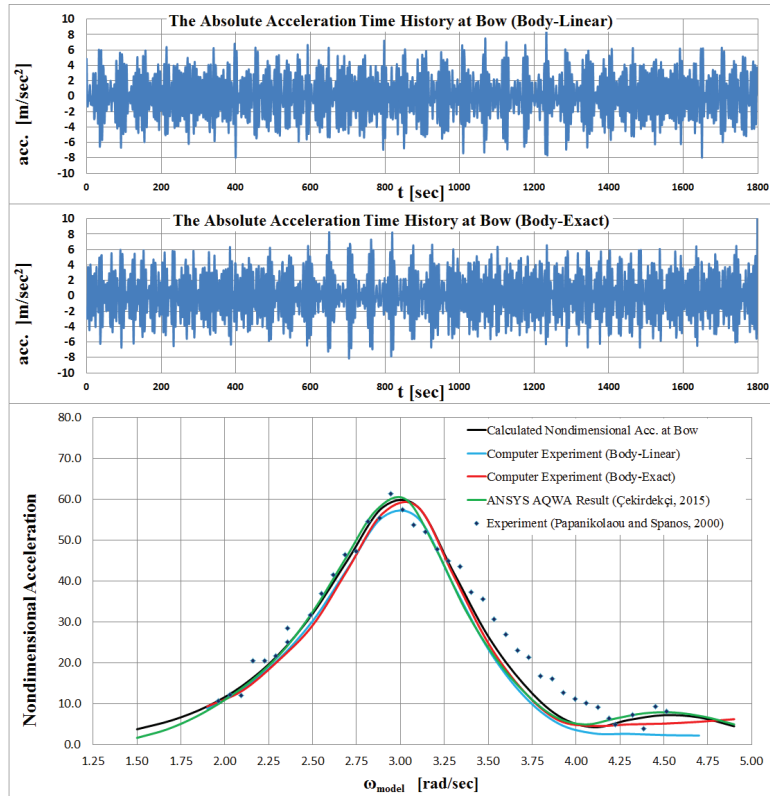 The Absolute Acceleration Time History at Bow (Body-Linear)
acc. [m/sec²]
10
8
6
4
2
0
-2
-4
-6
-8
-10
0 200 400 600 800 1000 1200 1400 1600 1800
t [sec]
The Absolute Acceleration Time History at Bow (Body-Exact)
acc. ]m/sec²]
10
8
6
4
2
0
-2
-4
-6
-8
-10
0 200 400 600 800 1000 1200 1400 1600 1800
t [sec]
Nondimensional Acceleration
80.0
70.0
60.0
50.0
40.0
30.0
20.0
10.0
0.0
Calculated Nondimensional Acc. at Bow
Computer Experiment (Body-Linear)
Computer Experiment (Body-Exact)
ANSYS AQWA Result (Çekirdekçi, 2015)
Experiment (Papanikolaou and Spanos, 2000)
1.25 1.50 1.75 2.00 2.25 2.50 2.75 3.00 3.25 3.50 3.75 4.00 4.25 4.50 4.75 5.00
ω_model [rad/sec]